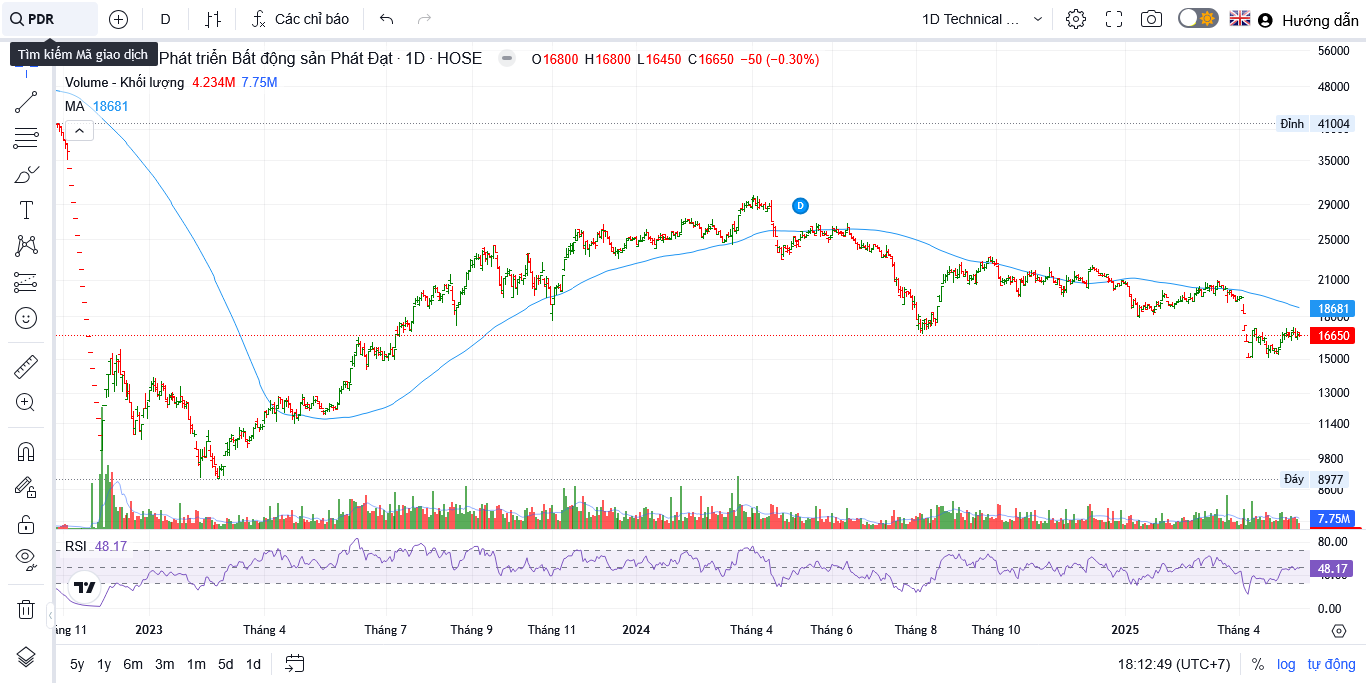 PDR
D
Các chỉ báo
1D Technical ...
Hướng dẫn
Tìm kiếm Mã giao dịch
Phát triển Bất động sản Phát Đạt · 1D · HOSE
O16800 H16800 L16450 C16650 −50 (−0.30%)
Volume - Khối lượng 4.234M 7.75M
MA 18681
56000
48000
Đỉnh 41004
35000
29000
D
25000
21000
18681
18000
16650
15000
13000
11400
9800
Đáy 8977
8000
7.75M
RSI 48.17
80.00
48.17
0.00
ng 11
2023
Tháng 4
Tháng 7
Tháng 9
Tháng 11
2024
Tháng 4
Tháng 6
Tháng 8
Tháng 10
2025
Tháng 4
5y 1y 6m 3m 1m 5d 1d
18:12:49 (UTC+7)
% log tự động